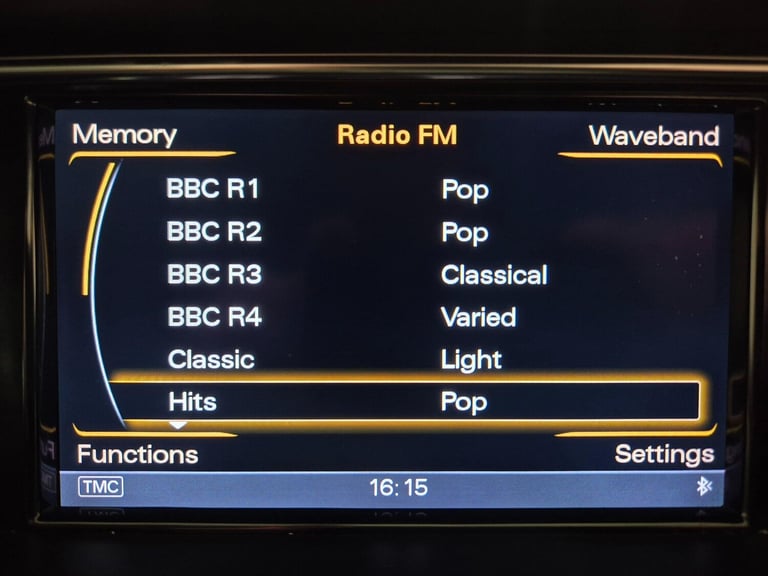 Memory Radio FM Waveband
BBC R1 Pop
BBC R2 Pop
BBC R3 Classical
BBC R4 Varied
Classic Light
Hits Pop
Functions Settings
TMC 16:15